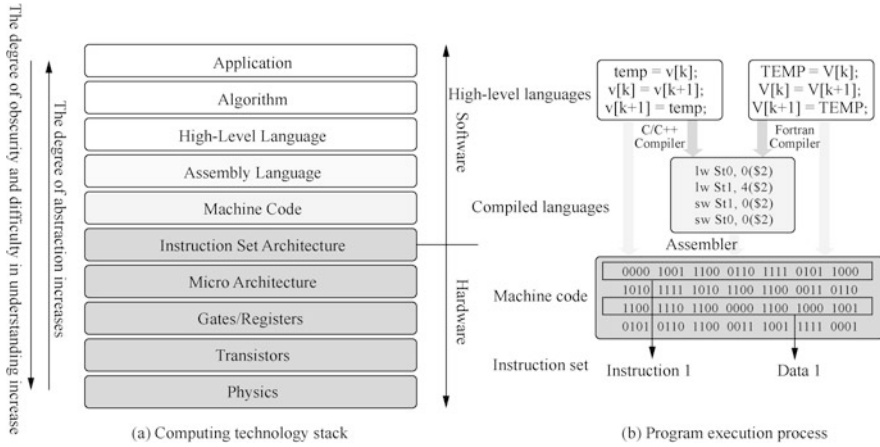 The degree of obscurity and difficulty in understanding increase
The degree of abstraction increases
Application
Algorithm
High-Level Language
Assembly Language
Machine Code
Instruction Set Architecture
Micro Architecture
Gates/Registers
Transistors
Physics
Software
Hardware
(a) Computing technology stack
High-level languages
temp = v[k];
v[k] = v[k+1];
v[k+1] = temp;
TEMP = V[k];
V[k] = V[k+1];
V[k+1] = TEMP;
C/C++
Compiler
Fortran
Compiler
Compiled languages
lw St0, 0($2)
lw St1, 4($2)
sw St1, 0($2)
sw St0, 0($2)
Assembler
Machine code
0000 1001 1100 0110 1111 0101 1000
1010 1111 1010 1100 1100 0011 0110
1100 1110 1100 0000 1100 1000 1001
0101 0110 1100 0011 1001 1111 0001
Instruction set
Instruction 1
Data 1
(b) Program execution process